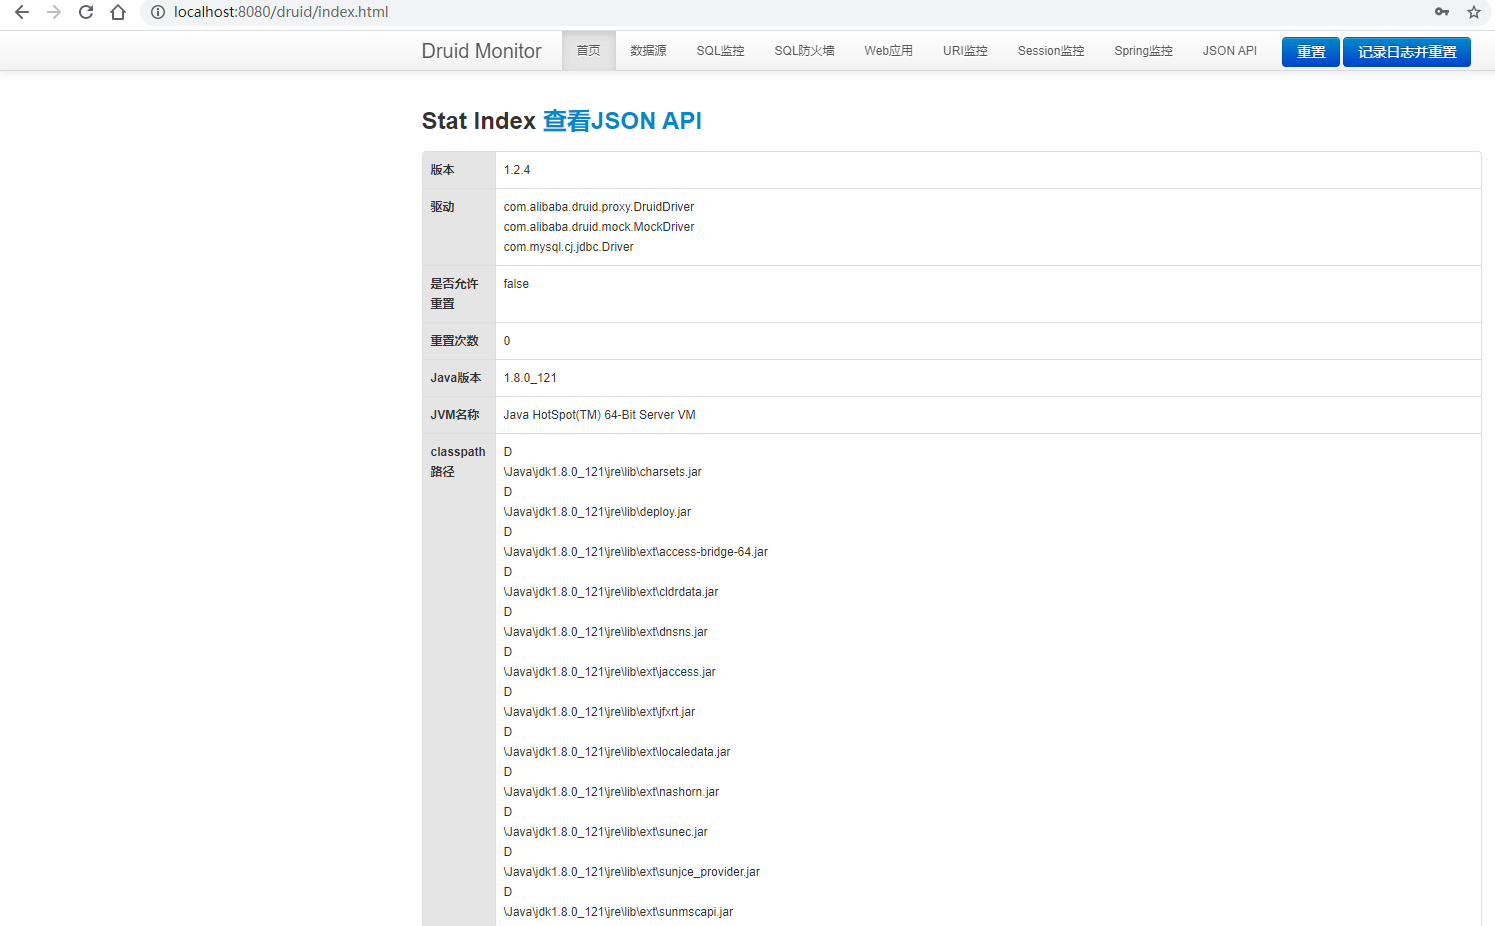 localhost:8080/druid/index.html
Druid Monitor 首页 数据源 SQL监控 SQL防火墙 Web应用 URI监控 Session监控 Spring监控 JSON API 重置 记录日志并重置
Stat Index 查看JSON API
版本 1.2.4
驱动 com.alibaba.druid.proxy.DruidDriver
com.alibaba.druid.mock.MockDriver
com.mysql.cj.jdbc.Driver
是否允许 false
重置
重置次数 0
Java版本 1.8.0_121
JVM名称 Java HotSpot(TM) 64-Bit Server VM
classpath D
路径 \Java\jdk1.8.0_121\jre\lib\charsets.jar
D
\Java\jdk1.8.0_121\jre\lib\deploy.jar
D
\Java\jdk1.8.0_121\jre\lib\ext\access-bridge-64.jar
D
\Java\jdk1.8.0_121\jre\lib\ext\cldrdata.jar
D
\Java\jdk1.8.0_121\jre\lib\ext\dnsns.jar
D
\Java\jdk1.8.0_121\jre\lib\ext\jaccess.jar
D
\Java\jdk1.8.0_121\jre\lib\ext\jfxrt.jar
D
\Java\jdk1.8.0_121\jre\lib\ext\localedata.jar
D
\Java\jdk1.8.0_121\jre\lib\ext\nashorn.jar
D
\Java\jdk1.8.0_121\jre\lib\ext\sunec.jar
D
\Java\jdk1.8.0_121\jre\lib\ext\sunjce_provider.jar
D
\Java\jdk1.8.0_121\jre\lib\ext\sunmscapi.jar